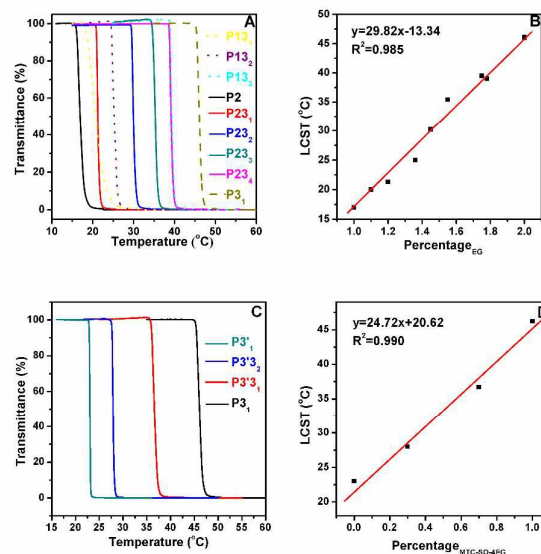 A
Transmittance (%)
100
80
60
40
20
0
P13₁
P13₂
P13₃
P2
P23₁
P23₂
P23₃
P23₄
P3₁
10 20 30 40 50 60
Temperature (°C)
B
y=29.82x-13.34
R²=0.985
LCST (°C)
50
45
40
35
30
25
20
15
1.0 1.2 1.4 1.6 1.8 2.0
Percentage EG
C
Transmittance (%)
100
80
60
40
20
0
P3'₁
P3'3₂
P3'3₁
P3₁
15 20 25 30 35 40 45 50 55 60
Temperature (°C)
y=24.72x+20.62
R²=0.990
LCST (°C)
45
40
35
30
25
20
0.0 0.2 0.4 0.6 0.8 1.0
Percentage MTC-SO-4EG